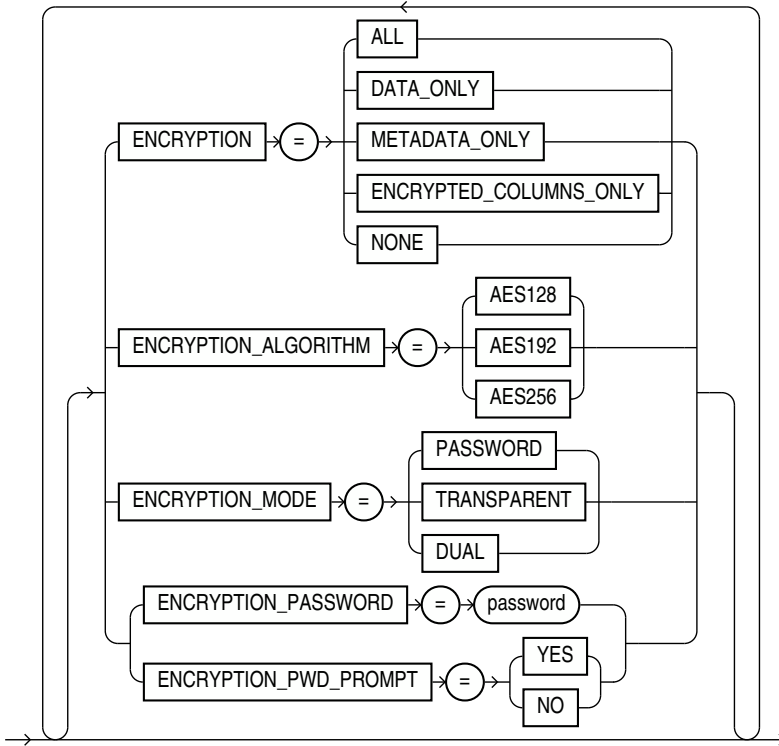 ALL
DATA_ONLY
ENCRYPTION = METADATA_ONLY
ENCRYPTED_COLUMNS_ONLY
NONE
AES128
ENCRYPTION_ALGORITHM = AES192
AES256
PASSWORD
ENCRYPTION_MODE = TRANSPARENT
DUAL
ENCRYPTION_PASSWORD = password
YES
ENCRYPTION_PWD_PROMPT =
NO